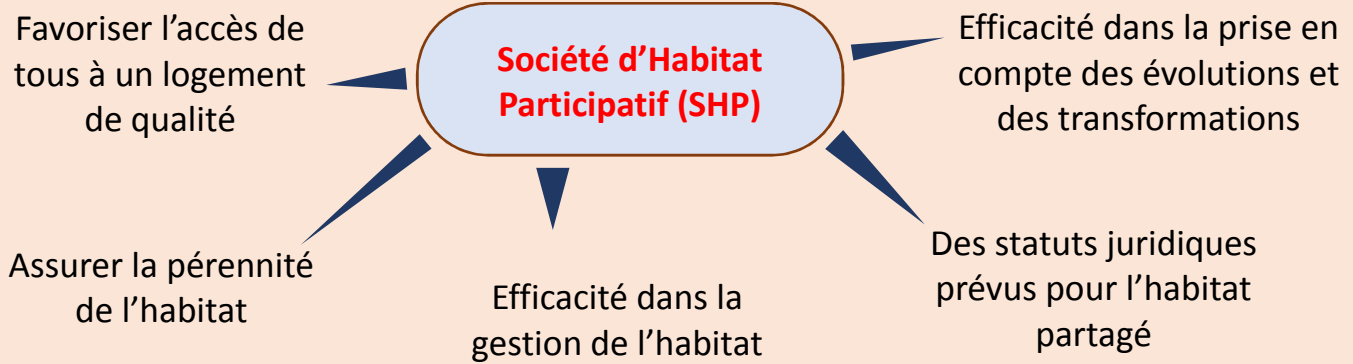 Favoriser l’accès de
tous à un logement
de qualité
Société d’Habitat
Participatif (SHP)
Efficacité dans la prise en
compte des évolutions et
des transformations
Assurer la pérennité
de l’habitat
Efficacité dans la
gestion de l’habitat
Des statuts juridiques
prévus pour l’habitat
partagé